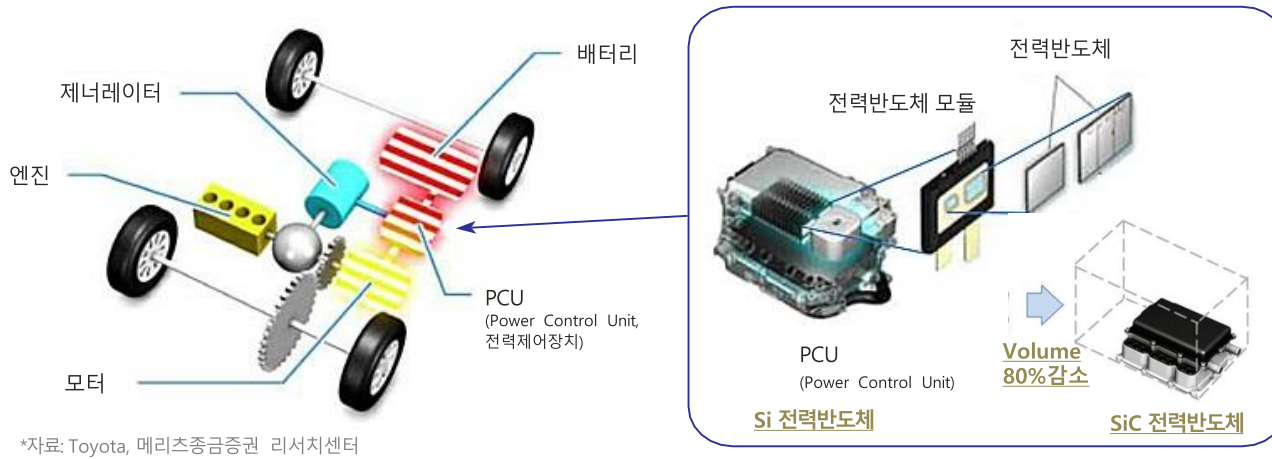 배터리
제너레이터
엔진
PCU
(Power Control Unit,
전력제어장치)
모터
전력반도체
전력반도체 모듈
PCU
(Power Control Unit)
Si 전력반도체
Volume
80%감소
SiC 전력반도체
*자료: Toyota, 메리츠종금증권 리서치센터